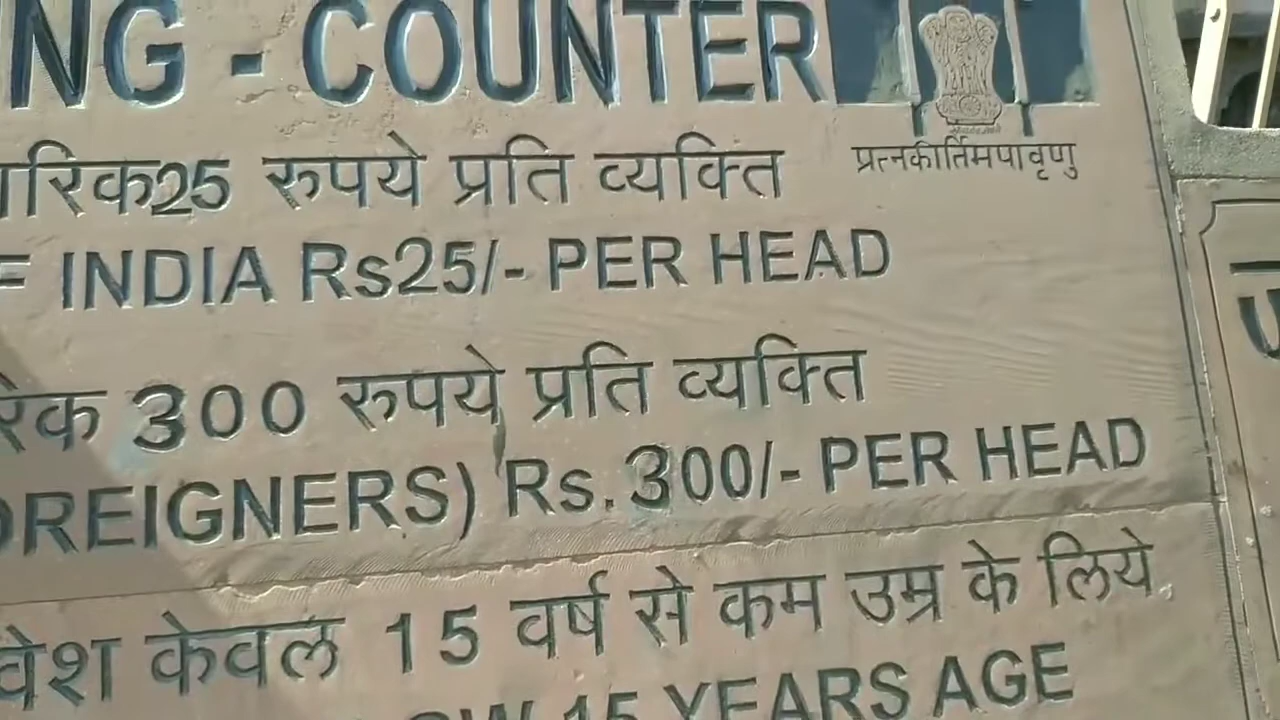 NG - COUNTER
प्रत्नकीर्तिमपावृणु
रिक25 रुपये प्रति व्यक्ति
INDIA Rs25/- PER HEAD
300 रुपये प्रति व्यक्ति
OREIGNERS) Rs.300/- PER HEAD
वेश केवल 15 वर्ष से कम उम्र के लिये
15 YEARS AGE